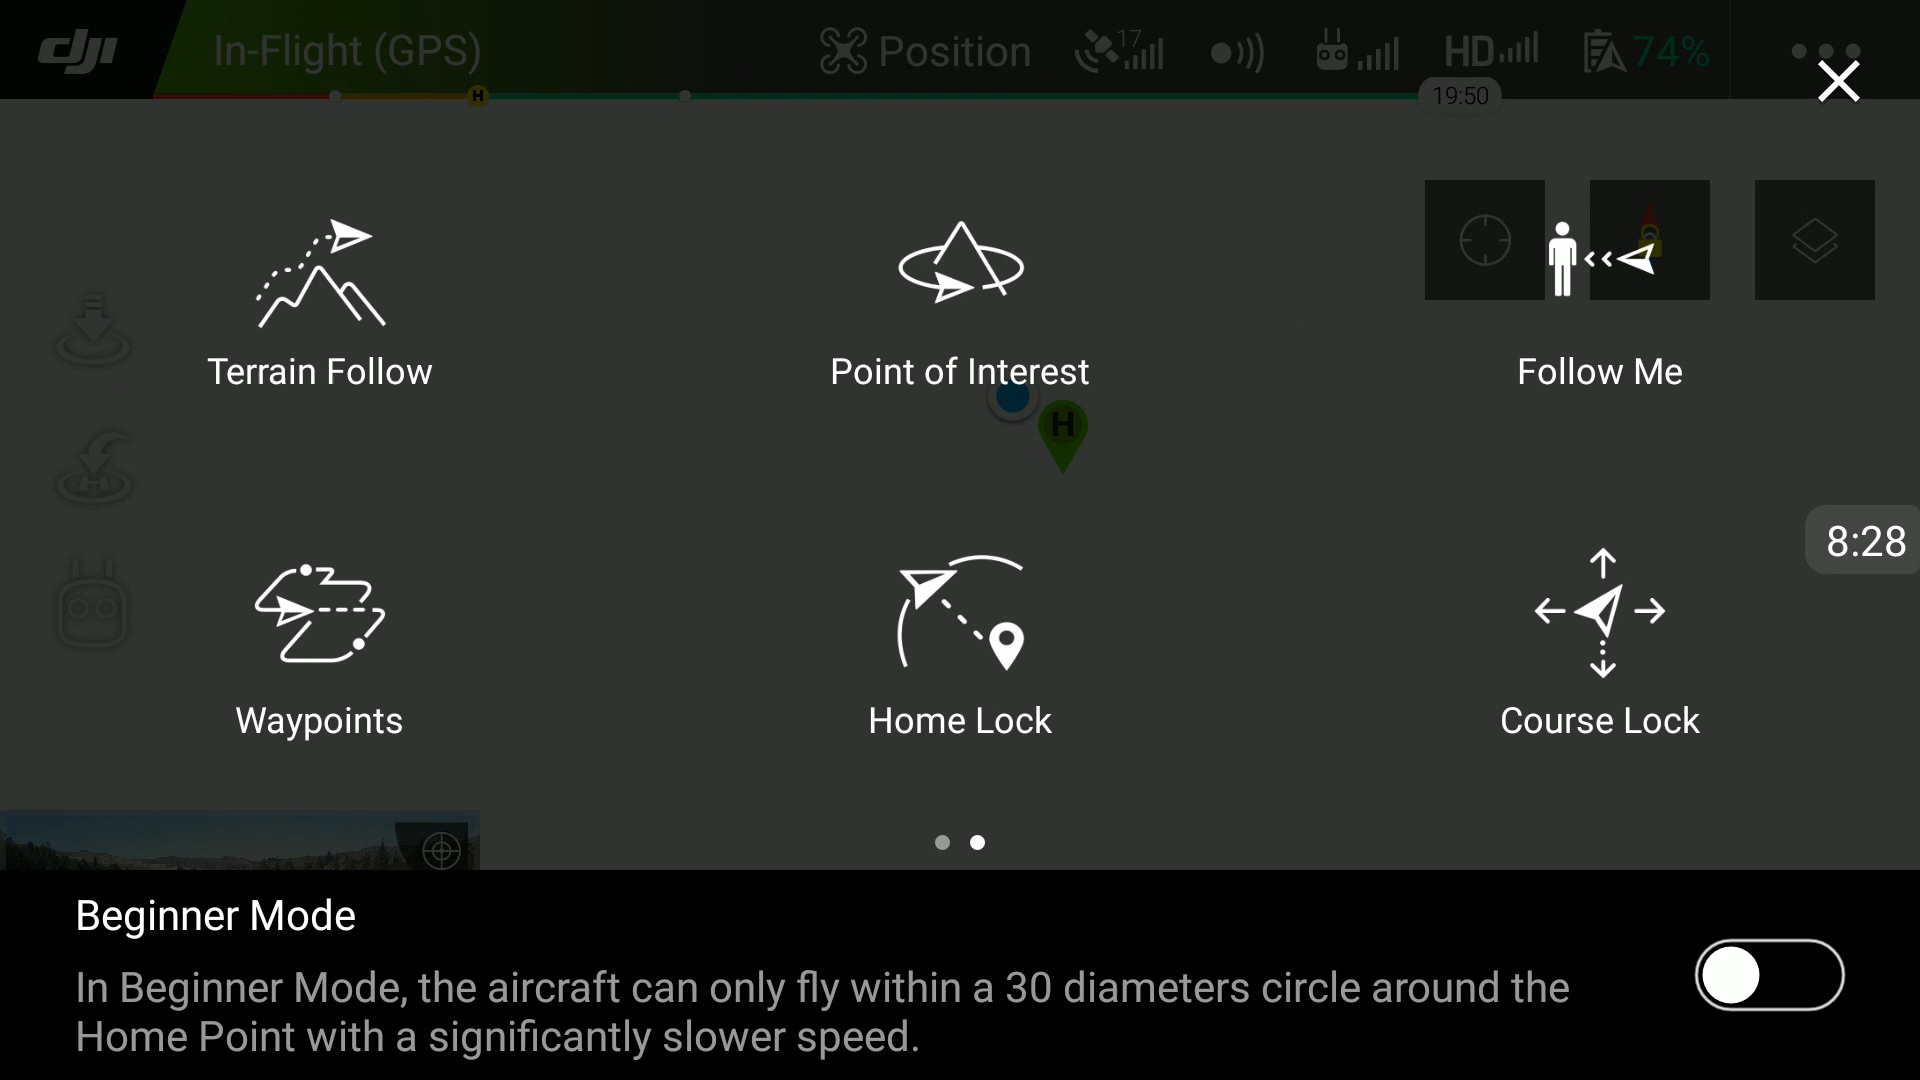 dji
In-Flight (GPS)
Position
17
HD
74%
H
19:50
Terrain Follow
Point of Interest
Follow Me
H
H
8:28
Waypoints
Home Lock
Course Lock
Beginner Mode
In Beginner Mode, the aircraft can only fly within a 30 diameters circle around the
Home Point with a significantly slower speed.